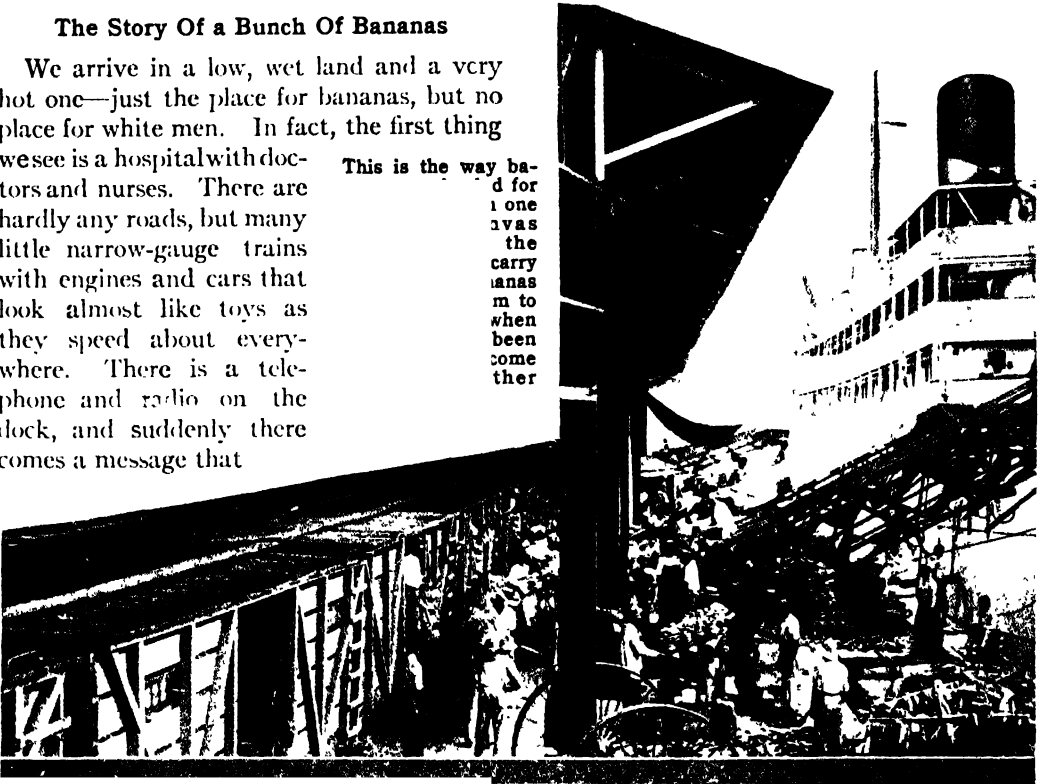 The Story Of a Bunch Of Bananas
We arrive in a low, wet land and a very
hot one—just the place for bananas, but no
place for white men. In fact, the first thing
we see is a hospital with doc-
tors and nurses. There are
hardly any roads, but many
little narrow-gauge trains
with engines and cars that
look almost like toys as
they speed about every-
where. There is a tele-
phone and radio on the
dock, and suddenly there
comes a message that
This is the way ba-
for
one
the
carry
to
when
been